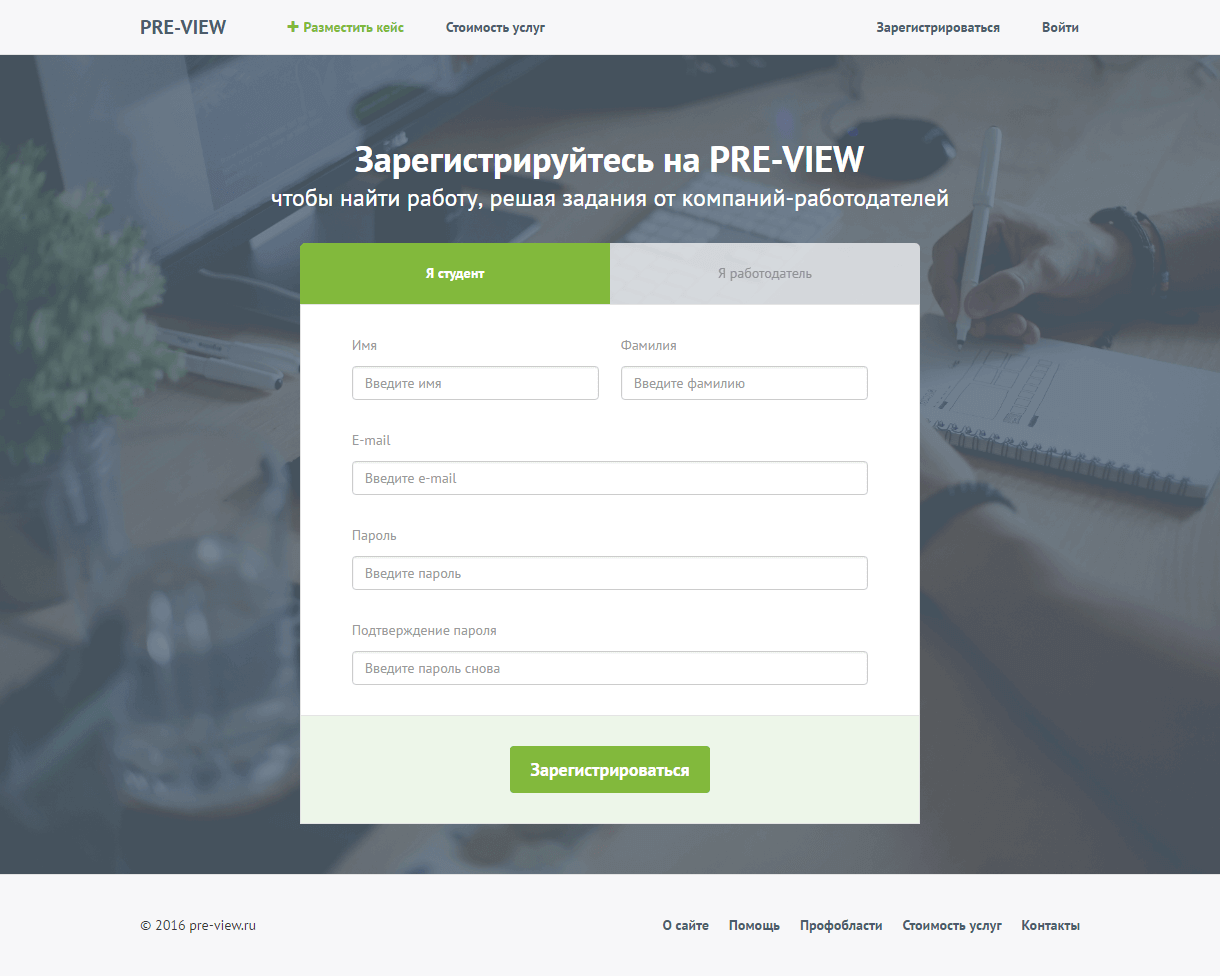 PRE-VIEW
+ Разместить кейс
Стоимость услуг
Зарегистрироваться
Войти
Зарегистрируйтесь на PRE-VIEW
чтобы найти работу, решая задания от компаний-работодателей
Я студент
Я работодатель
Имя
Фамилия
Введите имя
Введите фамилию
E-mail
Введите e-mail
Пароль
Введите пароль
Подтверждение пароля
Введите пароль снова
Зарегистрироваться
© 2016 pre-view.ru
О сайте
Помощь
Профобласти
Стоимость услуг
Контакты